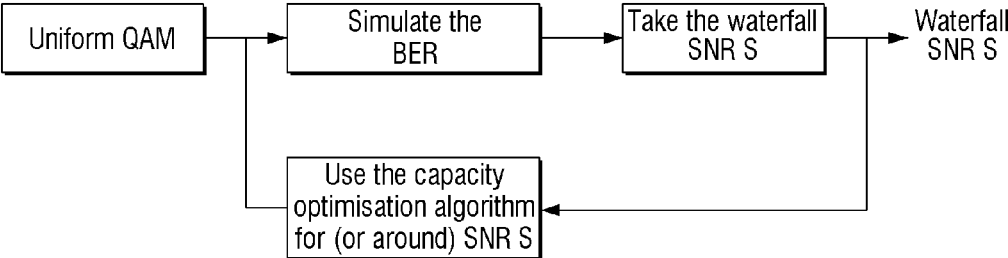 Uniform QAM
Simulate the
BER
Take the waterfall
SNR S
Waterfall
SNR S
Use the capacity
optimisation algorithm
for (or around) SNR S